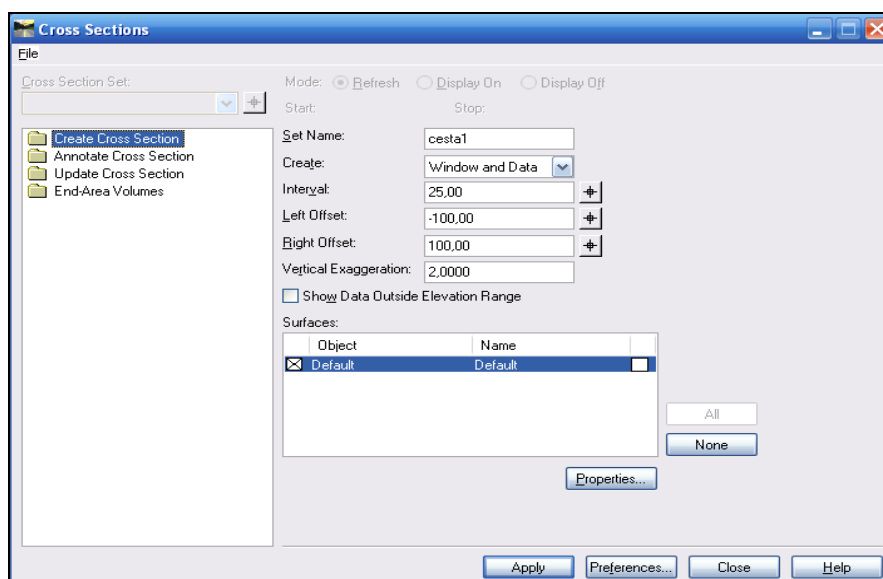 Cross Sections
File
Cross Section Set:
Mode: Refresh Display On Display Off
Start: Stop:
Create Cross Section
Annotate Cross Section
Update Cross Section
End-Area Volumes
Set Name: cesta1
Create: Window and Data
Interval: 25,00
Left Offset: -100,00
Right Offset: 100,00
Vertical Exaggeration: 2,0000
Show Data Outside Elevation Range
Surfaces:
Object Name
Default Default
All
None
Properties...
Apply Preferences... Close Help